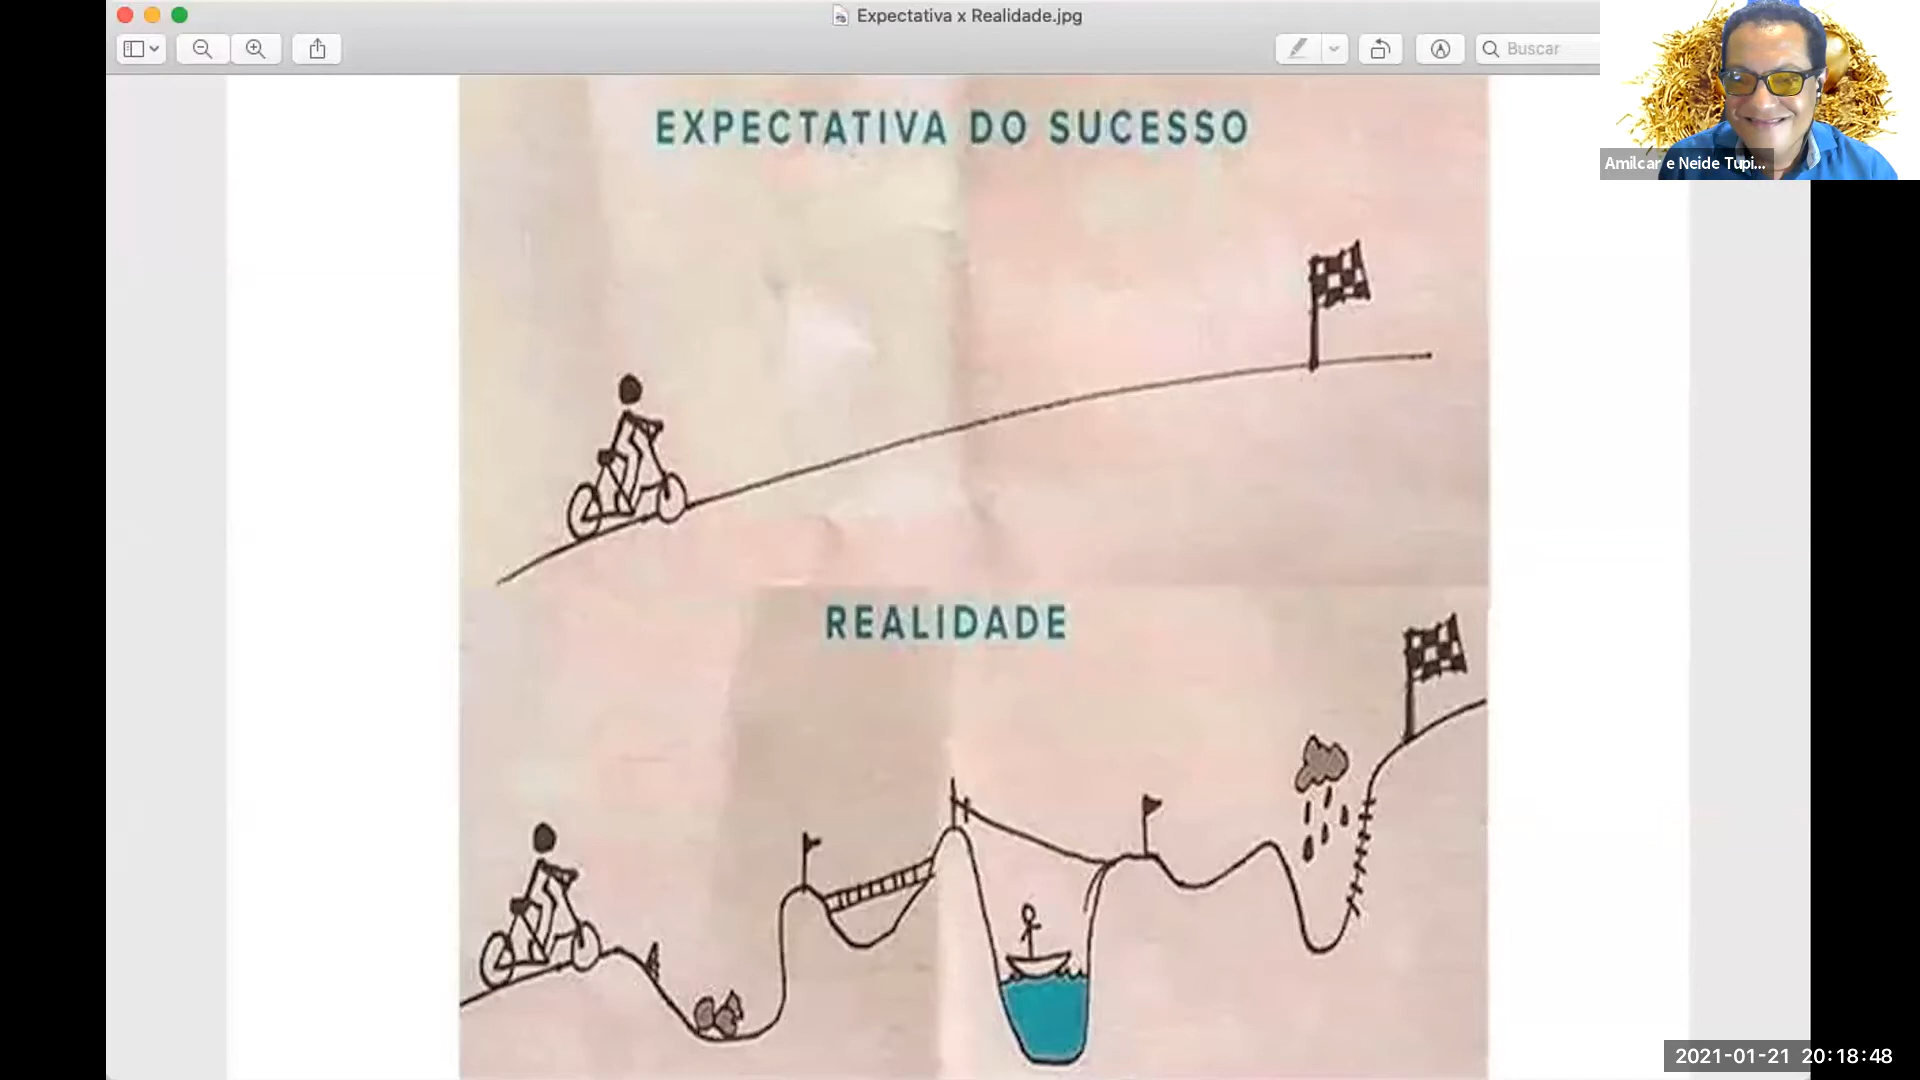 Expectativa x Realidade.jpg
Buscar
Amilcar e Neide Tupi...
EXPECTATIVA DO SUCESSO
REALIDADE
2021-01-21 20:18:48